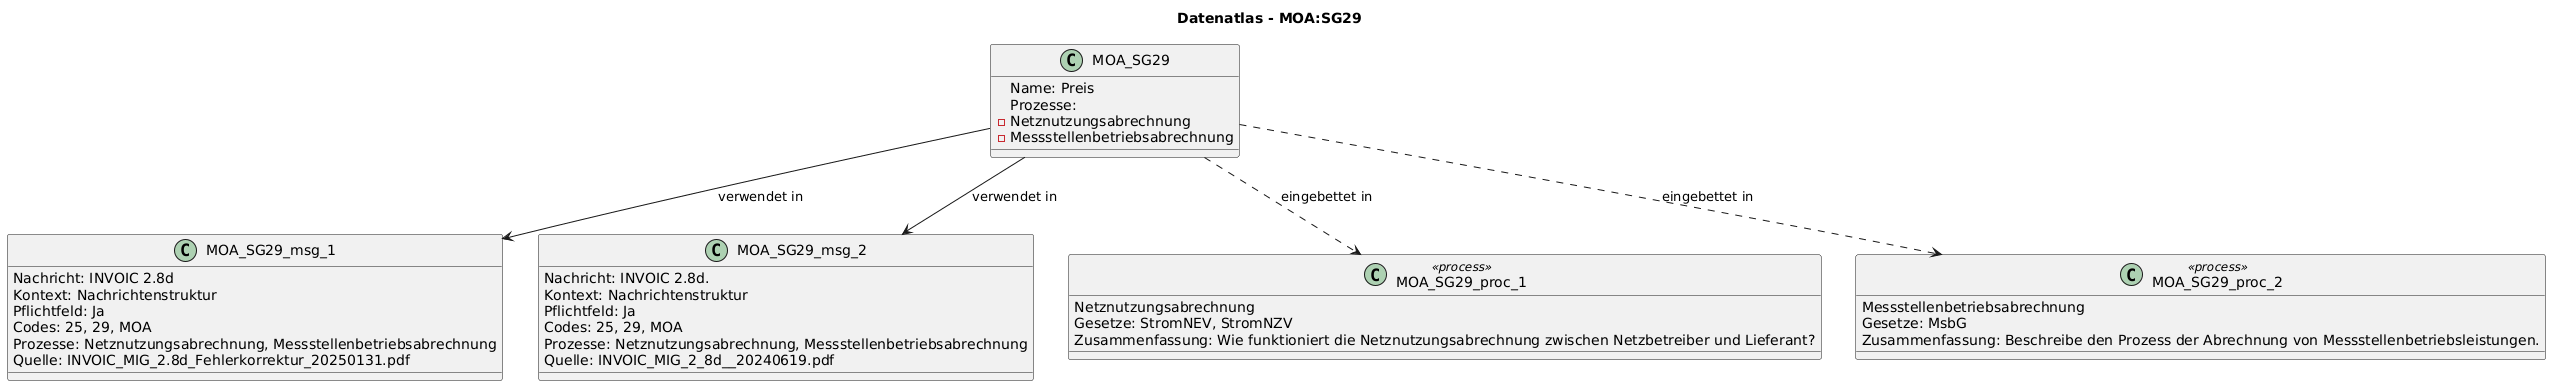 Datenatlas - MOA:SG29
C MOA_SG29
Name: Preis
Prozesse:
Netznutzungsabrechnung
Messstellenbetriebsabrechnung
verwendet in
verwendet in
eingebettet in
eingebettet in
C MOA_SG29_msg_1
Nachricht: INVOIC 2.8d
Kontext: Nachrichtenstruktur
Pflichtfeld: Ja
Codes: 25, 29, MOA
Prozesse: Netznutzungsabrechnung, Messstellenbetriebsabrechnung
Quelle: INVOIC_MIG_2.8d_Fehlerkorrektur_20250131.pdf
C MOA_SG29_msg_2
Nachricht: INVOIC 2.8d.
Kontext: Nachrichtenstruktur
Pflichtfeld: Ja
Codes: 25, 29, MOA
Prozesse: Netznutzungsabrechnung, Messstellenbetriebsabrechnung
Quelle: INVOIC_MIG_2_8d__20240619.pdf
«process»
C MOA_SG29_proc_1
Netznutzungsabrechnung
Gesetze: StromNEV, StromNZV
Zusammenfassung: Wie funktioniert die Netznutzungsabrechnung zwischen Netzbetreiber und Lieferant?
«process»
C MOA_SG29_proc_2
Messstellenbetriebsabrechnung
Gesetze: MsbG
Zusammenfassung: Beschreibe den Prozess der Abrechnung von Messstellenbetriebsleistungen.